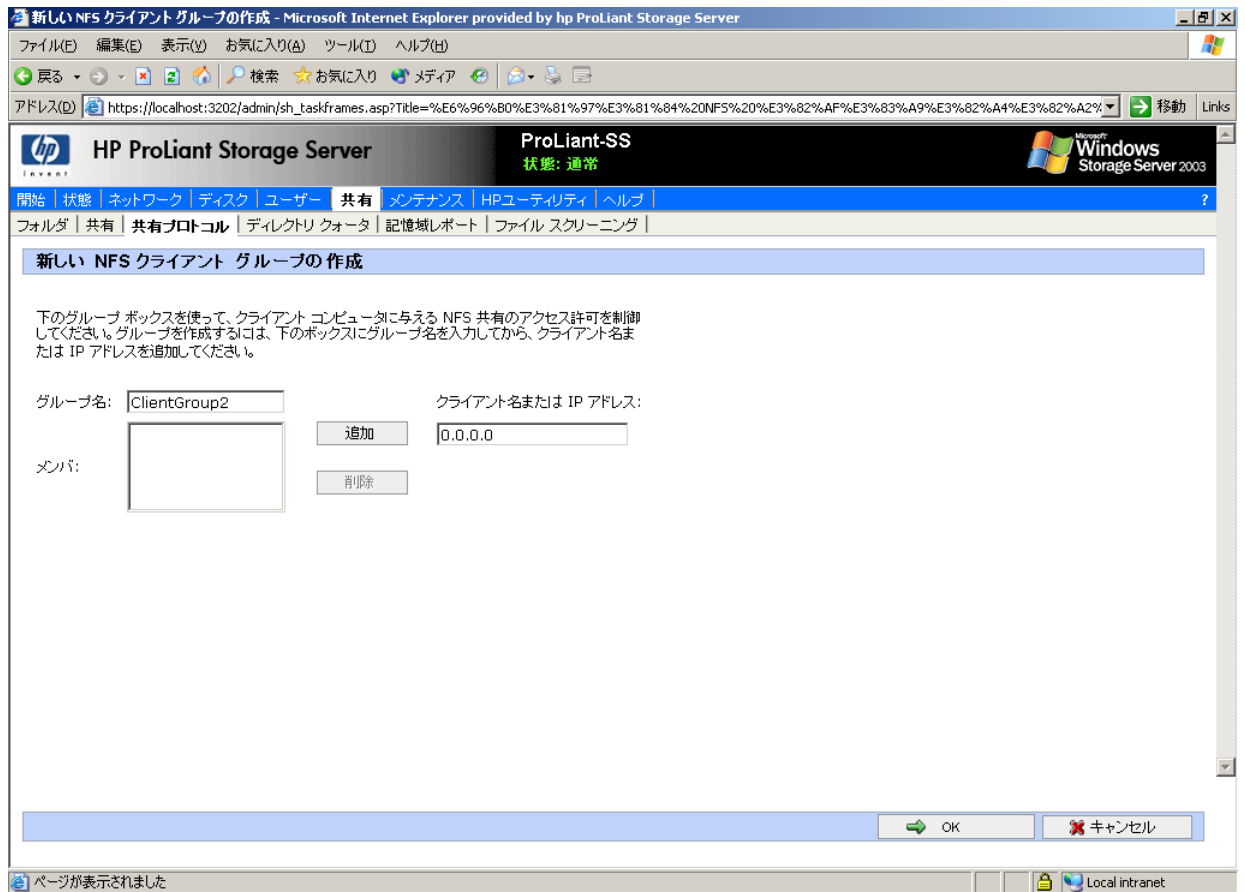 新しい NFS クライアント グループの作成 - Microsoft Internet Explorer provided by hp ProLiant Storage Server
ファイル(F) 編集(E) 表示(V) お気に入り(A) ツール(T) ヘルプ(H)
戻る 検索 お気に入り メディア
アドレス(D) https://localhost:3202/admin/sh_taskframes.asp?Title=%E6%96%B0%E3%81%97%E3%81%84%20NFS%20%E3%82%AF%E3%83%A9%E3%82%A4%E3%82%A2% 移動 Links
hp invent HP ProLiant Storage Server ProLiant-SS 状態: 通常 Microsoft Windows Storage Server 2003
開始 状態 ネットワーク ディスク ユーザー 共有 メンテナンス HPユーティリティ ヘルプ ?
フォルダ 共有 共有プロトコル ディレクトリ クォータ 記憶域レポート ファイル スクリーニング
新しい NFS クライアント グループの作成
下のグループ ボックスを使って、クライアント コンピュータに与える NFS 共有のアクセス許可を制御
してください。グループを作成するには、下のボックスにグループ名を入力してから、クライアント名ま
たは IP アドレスを追加してください。
グループ名: ClientGroup2 クライアント名または IP アドレス:
追加 0.0.0.0
メンバ:
削除
OK キャンセル
ページが表示されました Local intranet